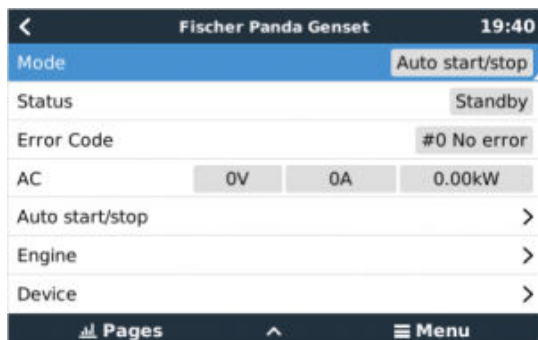 Fischer Panda Genset 19:40
Mode Auto start/stop
Status Standby
Error Code #0 No error
AC 0V 0A 0.00kW
Auto start/stop
Engine
Device
Pages Menu